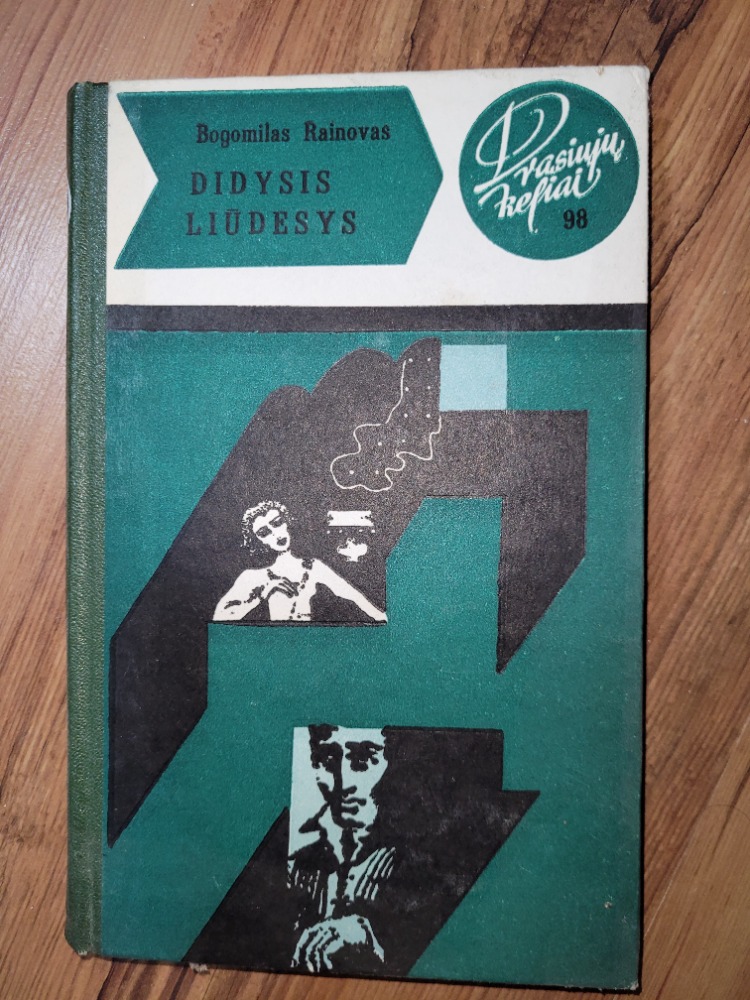 Bogomilas Rainovas
DIDYSIS
LIŪDESYS
Drąsiųjų
keliai
98